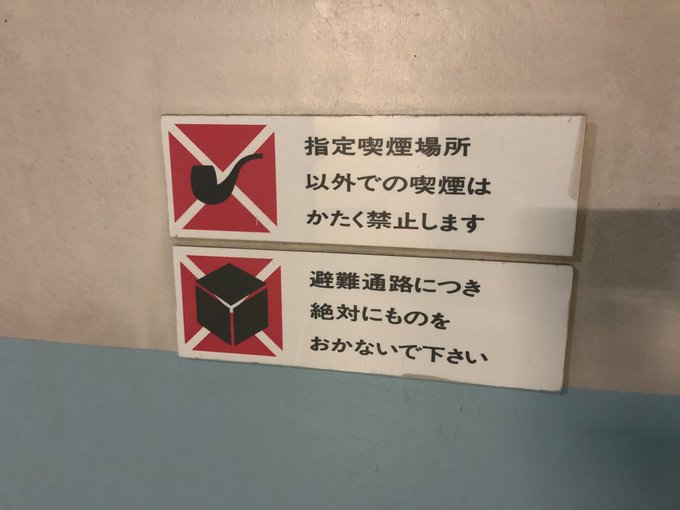 指定喫煙場所
以外での喫煙は
かたく禁止します
避難通路につき
絶対にものを
おかないで下さい